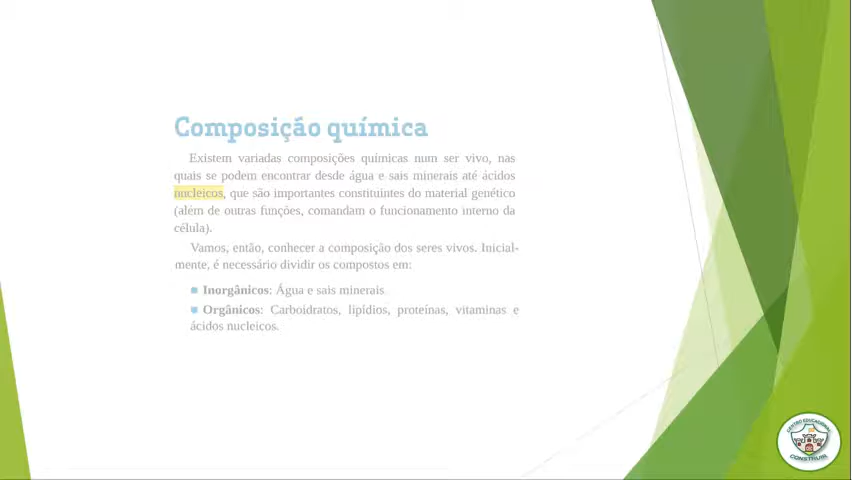 Composição química
Existem variadas composições químicas num ser vivo, nas
quais se podem encontrar desde água e sais minerais até ácidos
nucleicos, que são importantes constituintes do material genético
(além de outras funções, comandam o funcionamento interno da
célula).
Vamos, então, conhecer a composição dos seres vivos. Inicial-
mente, é necessário dividir os compostos em:
■ Inorgânicos: Água e sais minerais.
■ Orgânicos: Carboidratos, lipídios, proteínas, vitaminas e
ácidos nucleicos.
CENTRO EDUCACIONAL
CONSTRUIR